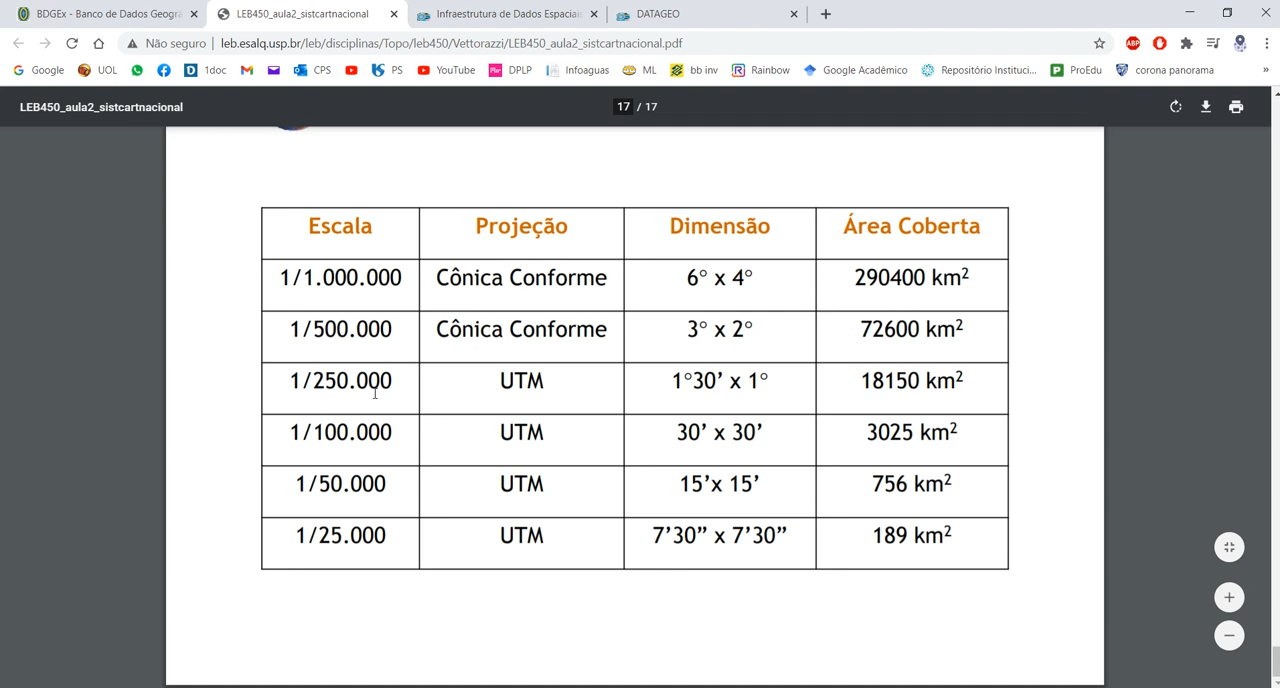 BDGEx - Banco de Dados Geográ
LEB450_aula2_sistcartnacional
Infraestrutura de Dados Espaciais
DATAGEO
Não seguro | leb.esalq.usp.br/leb/disciplinas/Topo/leb450/Vettorazzi/LEB450_aula2_sistcartnacional.pdf
ABP
Google UOL 1doc CPS PS YouTube DPLP Infoaguas ML bb inv Rainbow Google Acadêmico Repositório Instituci... ProEdu corona panorama »
LEB450_aula2_sistcartnacional
17 / 17
Escala Projeção Dimensão Área Coberta
1/1.000.000 Cônica Conforme 6° x 4° 290400 km²
1/500.000 Cônica Conforme 3° x 2° 72600 km²
1/250.000 UTM 1°30’ x 1° 18150 km²
1/100.000 UTM 30’ x 30’ 3025 km²
1/50.000 UTM 15’x 15’ 756 km²
1/25.000 UTM 7’30” x 7’30” 189 km²